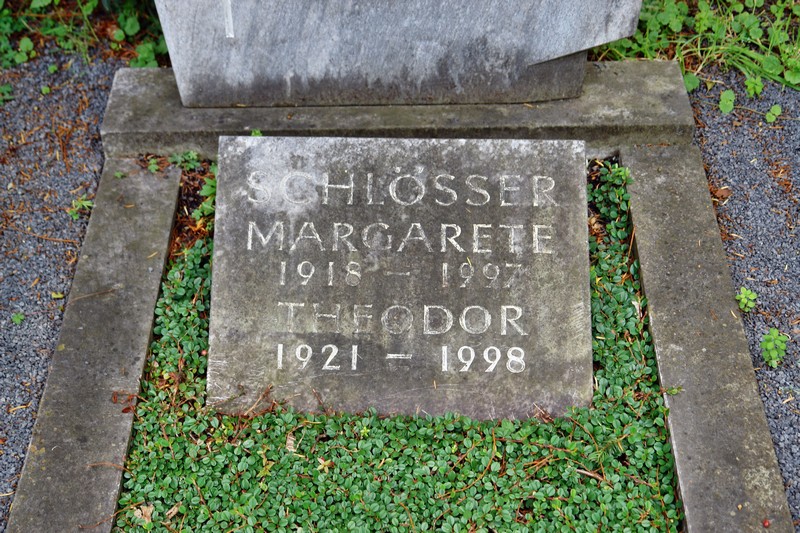 SCHLÖSSER
MARGARETE
1918 – 1997
THEODOR
1921 – 1998